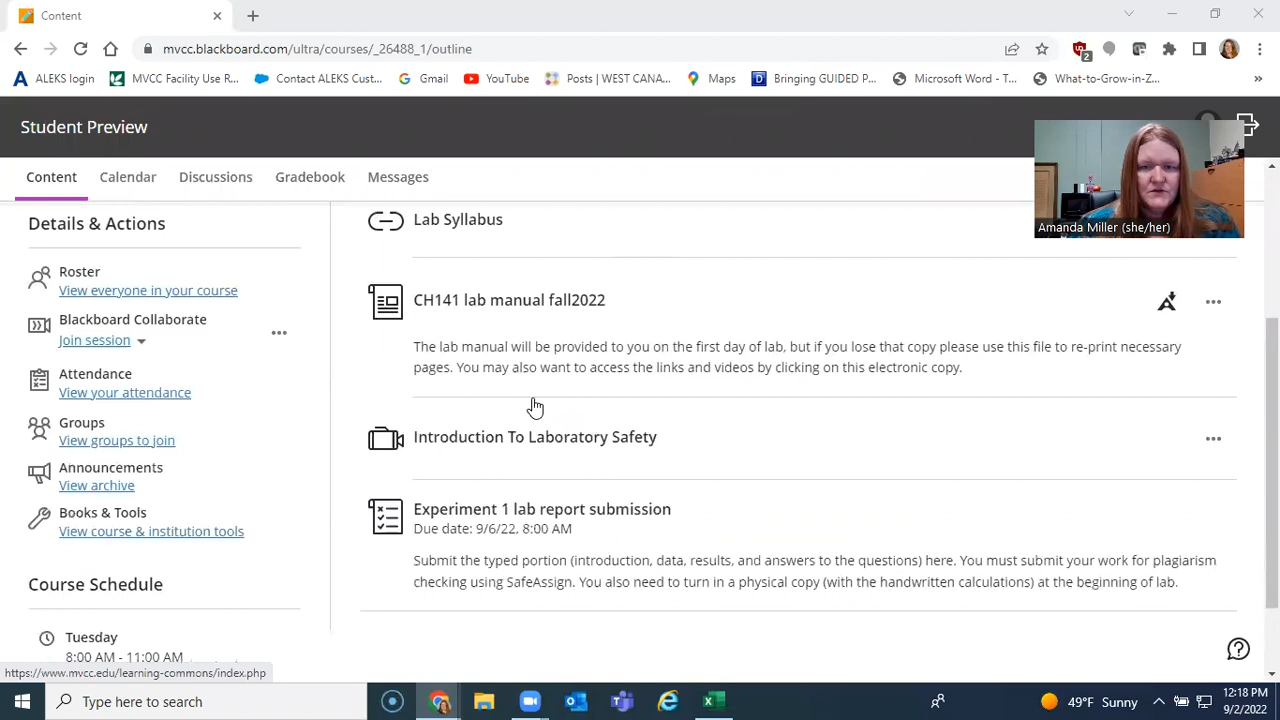 Content
mvcc.blackboard.com/ultra/courses/_26488_1/outline
2
ALEKS login
MVCC Facility Use R...
Contact ALEKS Cust...
Gmail
YouTube
Posts | WEST CANA...
Maps
Bringing GUIDED P...
Microsoft Word - T...
What-to-Grow-in-Z...
»
Student Preview
Content
Calendar
Discussions
Gradebook
Messages
Amanda Miller (she/her)
Details & Actions
Roster
View everyone in your course
Blackboard Collaborate
Join session
Attendance
View your attendance
Groups
View groups to join
Announcements
View archive
Books & Tools
View course & institution tools
Course Schedule
Tuesday
8:00 AM - 11:00 AM
Lab Syllabus
CH141 lab manual fall2022
The lab manual will be provided to you on the first day of lab, but if you lose that copy please use this file to re-print necessary
pages. You may also want to access the links and videos by clicking on this electronic copy.
Introduction To Laboratory Safety
Experiment 1 lab report submission
Due date: 9/6/22, 8:00 AM
Submit the typed portion (introduction, data, results, and answers to the questions) here. You must submit your work for plagiarism
checking using SafeAssign. You also need to turn in a physical copy (with the handwritten calculations) at the beginning of lab.
https://www.mvcc.edu/learning-commons/index.php
Type here to search
49°F Sunny
12:18 PM
9/2/2022